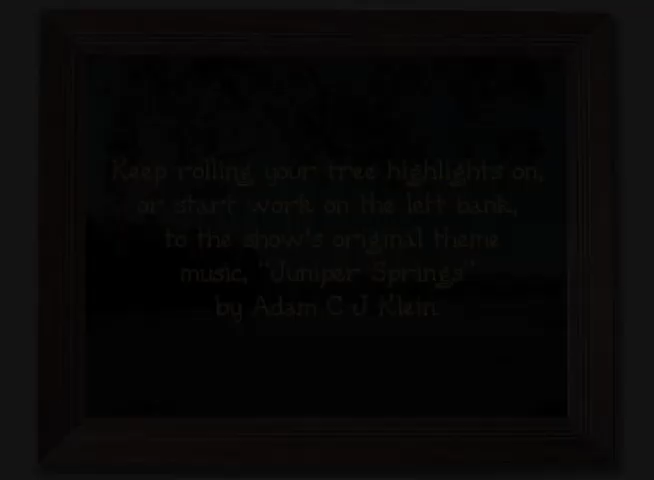 Keep rolling your tree highlights on,
or start work on the left bank,
to the show's original theme
music, "Juniper Springs"
by Adam C J Klein.